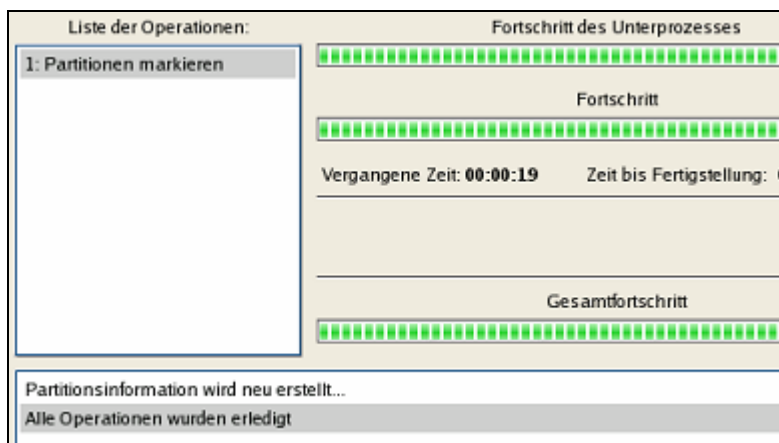 Liste der Operationen:
1: Partitionen markieren
Fortschritt des Unterprozesses
Fortschritt
Vergangene Zeit: 00:00:19 Zeit bis Fertigstellung:
Gesamtfortschritt
Partitionsinformation wird neu erstellt...
Alle Operationen wurden erledigt